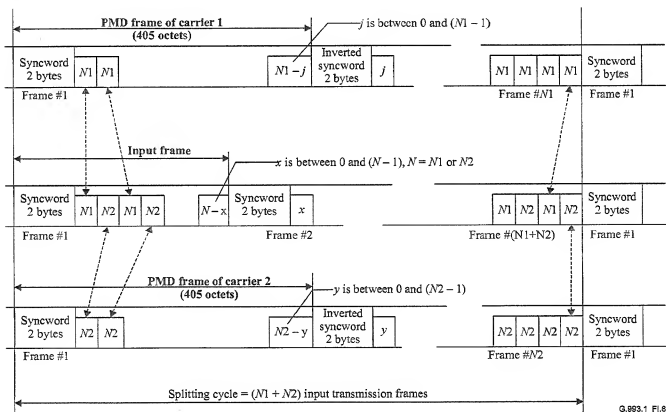 PMD frame of carrier 1
(405 octets)
j is between 0 and (N1 – 1)
Syncword
2 bytes
N1 N1
N1 – j
Inverted
syncword
2 bytes
j
N1 N1 N1 N1
Syncword
2 bytes
Frame #1
Frame #N1
Frame #1
Input frame
x is between 0 and (N – 1), N = N1 or N2
Syncword
2 bytes
N1 N2 N1 N2
N – x
Syncword
2 bytes
x
N1 N2 N1 N2
Syncword
2 bytes
Frame #1
Frame #2
Frame #(N1+N2)
Frame #1
PMD frame of carrier 2
(405 octets)
y is between 0 and (N2 – 1)
Syncword
2 bytes
N2 N2
N2 – y
Inverted
syncword
2 bytes
y
N2 N2 N2 N2
Syncword
2 bytes
Frame #1
Frame #N2
Frame #1
Splitting cycle = (N1 + N2) input transmission frames
G.993.1_FI.8